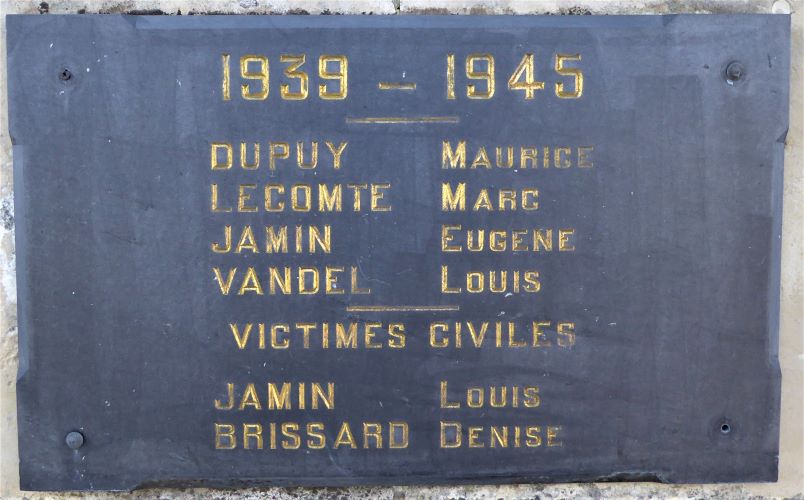 1939 – 1945
DUPUY MAURICE
LECOMTE MARC
JAMIN EUGENE
VANDEL LOUIS
VICTIMES CIVILES
JAMIN LOUIS
BRISSARD DENISE